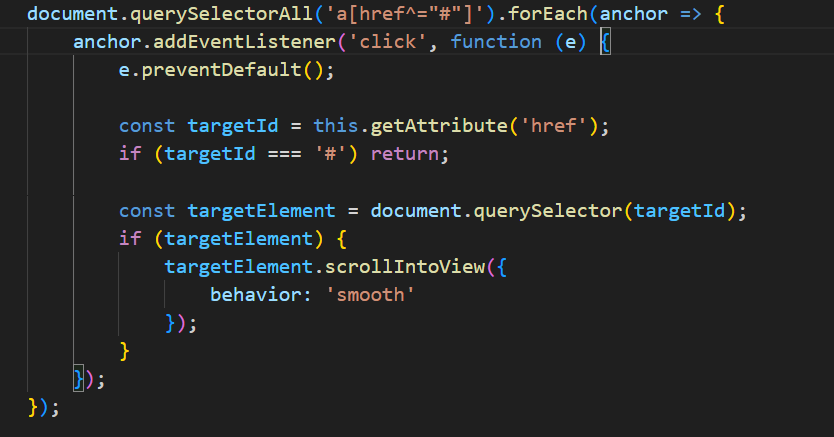 document.querySelectorAll('a[href^="#"]').forEach(anchor => {
    anchor.addEventListener('click', function (e) {
        e.preventDefault();

        const targetId = this.getAttribute('href');
        if (targetId === '#') return;

        const targetElement = document.querySelector(targetId);
        if (targetElement) {
            targetElement.scrollIntoView({
                behavior: 'smooth'
            });
        }
    });
});